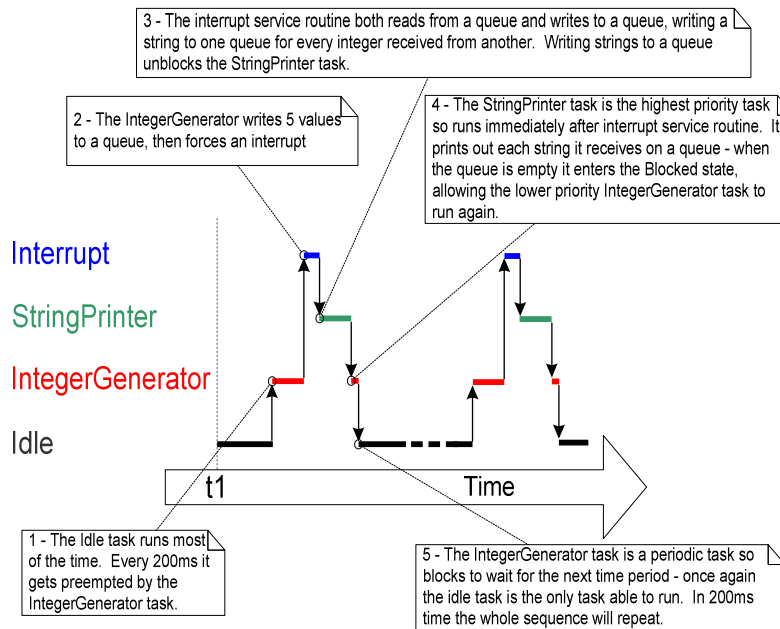 3 - The interrupt service routine both reads from a queue and writes to a queue, writing a
string to one queue for every integer received from another.  Writing strings to a queue
unblocks the StringPrinter task.
2 - The IntegerGenerator writes 5 values
to a queue, then forces an interrupt
4 - The StringPrinter task is the highest priority task
so runs immediately after interrupt service routine.  It
prints out each string it receives on a queue - when
the queue is empty it enters the Blocked state,
allowing the lower priority IntegerGenerator task to
run again.
Interrupt
StringPrinter
IntegerGenerator
Idle
t1
Time
1 - The Idle task runs most
of the time.  Every 200ms it
gets preempted by the
IntegerGenerator task.
5 - The IntegerGenerator task is a periodic task so
blocks to wait for the next time period - once again
the idle task is the only task able to run.  In 200ms
time the whole sequence will repeat.